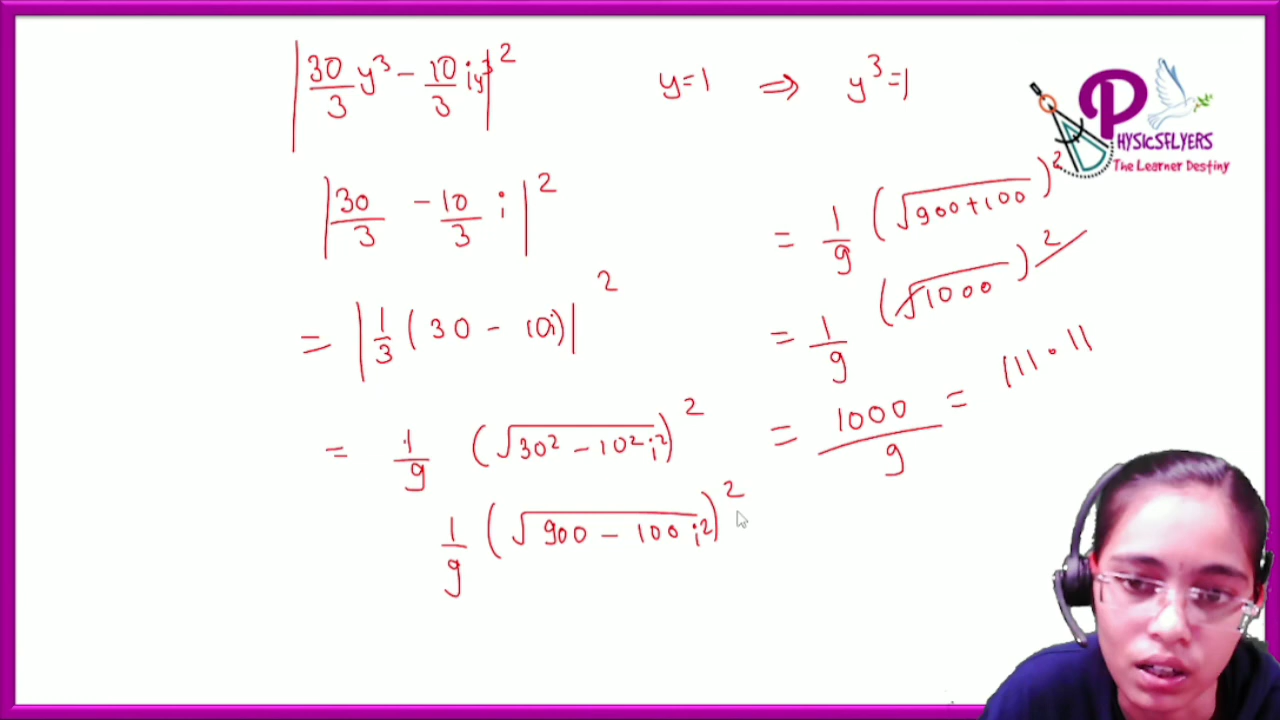 |30/3 y³ − 10/3 iy³|²
y=1 ⇒ y³=1
|30/3 − 10/3 i|²
= |1/3 (30 − 10i)|²
= 1/9 (√30² − 10² i²)²
1/9 (√900 − 100 i²)²
= 1/9 (√900+100)²
= 1/9 (√1000)²
= 1000/9 = 111.11
PHYSICSFLYERS
The Learner Destiny